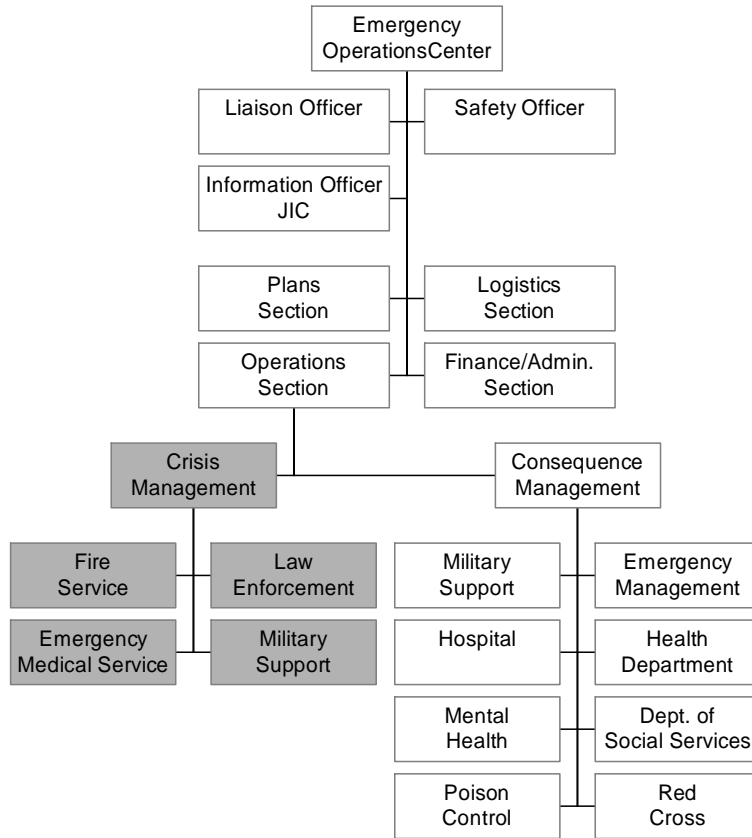 Emergency
OperationsCenter
Liaison Officer
Safety Officer
Information Officer
JIC
Plans
Section
Logistics
Section
Operations
Section
Finance/Admin.
Section
Crisis
Management
Consequence
Management
Fire
Service
Law
Enforcement
Military
Support
Emergency
Management
Emergency
Medical Service
Military
Support
Hospital
Health
Department
Mental
Health
Dept. of
Social Services
Poison
Control
Red
Cross